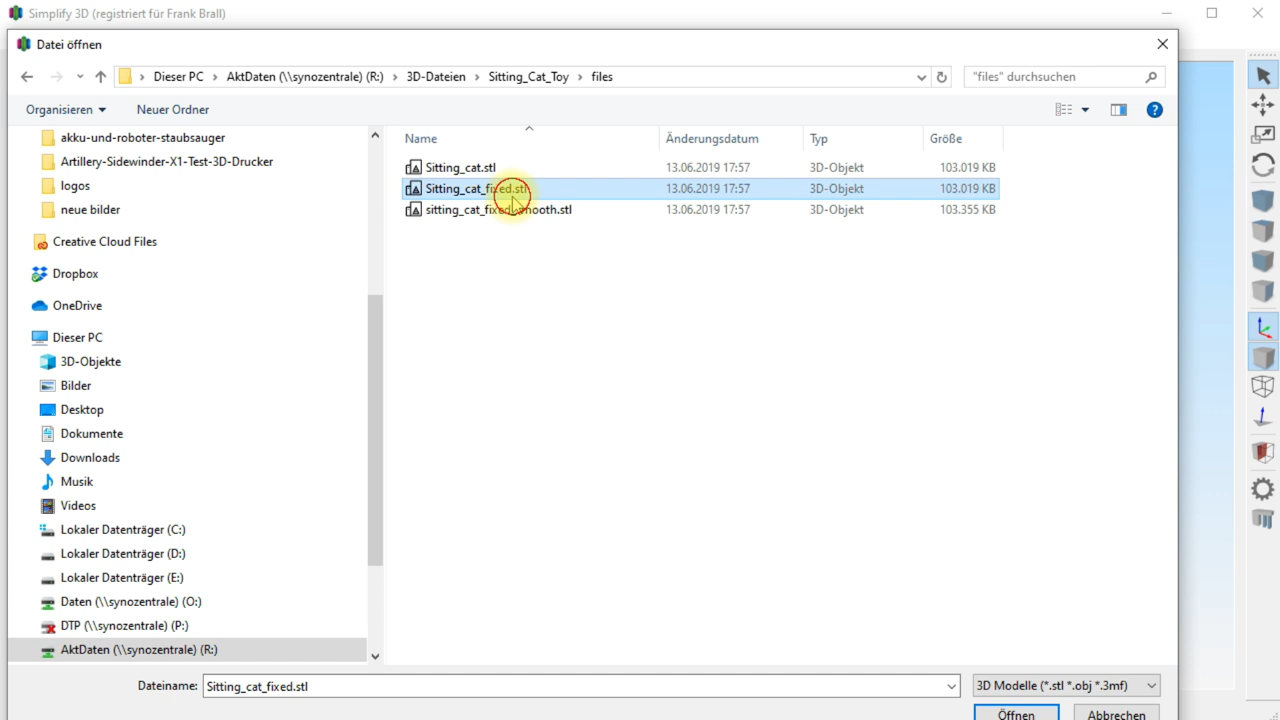 Simplify 3D (registriert für Frank Brall)
Datei öffnen
Dieser PC > AktDaten (\\synozentrale) (R:) > 3D-Dateien > Sitting_Cat_Toy > files
"files" durchsuchen
Organisieren
Neuer Ordner
akku-und-roboter-staubsauger
Artillery-Sidewinder-X1-Test-3D-Drucker
logos
neue bilder
Creative Cloud Files
Dropbox
OneDrive
Dieser PC
3D-Objekte
Bilder
Desktop
Dokumente
Downloads
Musik
Videos
Lokaler Datenträger (C:)
Lokaler Datenträger (D:)
Lokaler Datenträger (E:)
Daten (\\synozentrale) (O:)
DTP (\\synozentrale) (P:)
AktDaten (\\synozentrale) (R:)
Name Änderungsdatum Typ Größe
Sitting_cat.stl 13.06.2019 17:57 3D-Objekt 103.019 KB
Sitting_cat_fixed.stl 13.06.2019 17:57 3D-Objekt 103.019 KB
sitting_cat_fixed_smooth.stl 13.06.2019 17:57 3D-Objekt 103.355 KB
Dateiname: Sitting_cat_fixed.stl
3D Modelle (*.stl *.obj *.3mf)
Öffnen
Abbrechen